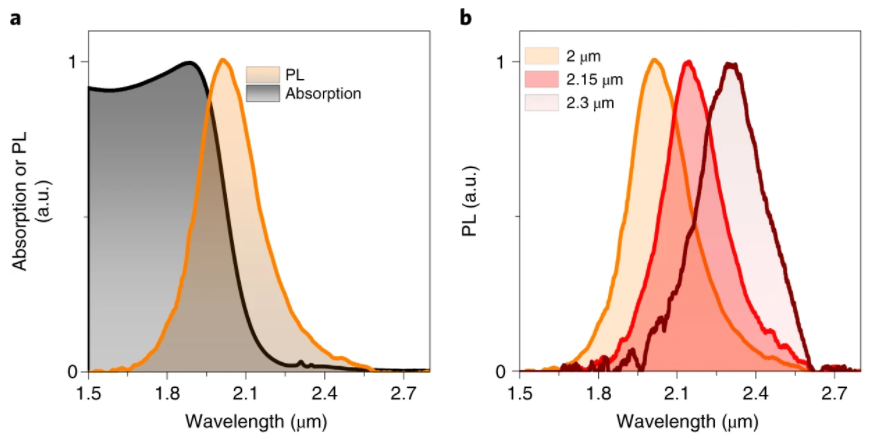 a
1
0
Absorption or PL
(a.u.)
PL
Absorption
1.5 1.8 2.1 2.4 2.7
Wavelength (μm)
b
1
0
PL (a.u.)
2 μm
2.15 μm
2.3 μm
1.5 1.8 2.1 2.4 2.7
Wavelength (μm)